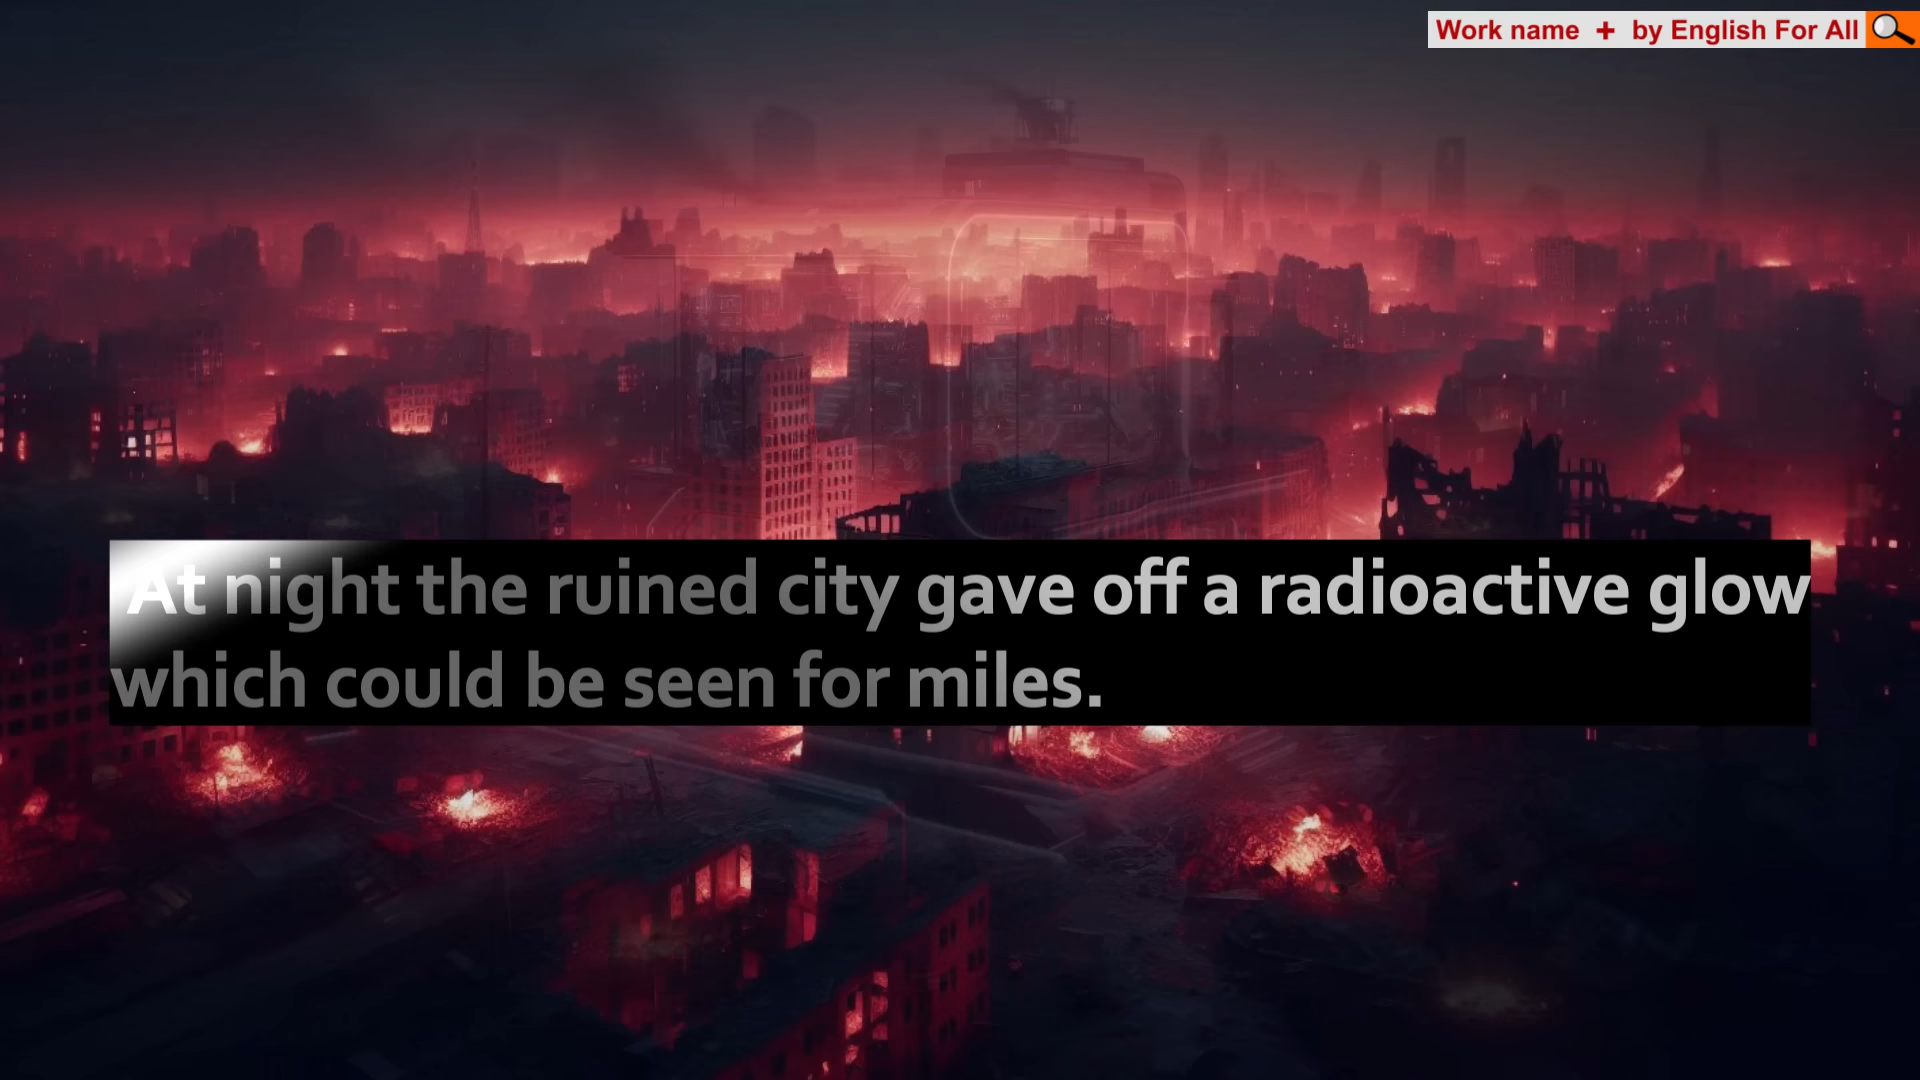 Work name + by English For All
At night the ruined city gave off a radioactive glow
which could be seen for miles.